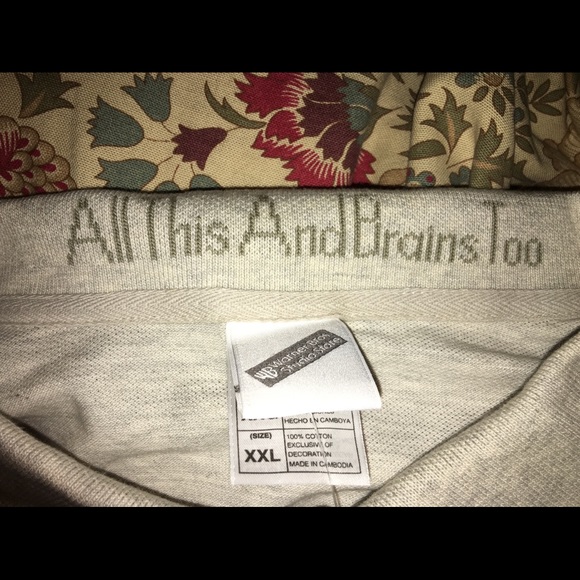 All This And Brains Too
Warner Bros
Studio Store
HECHO EN CAMBOYA
(SIZE)
XXL
100% COTTON
EXCLUSIVE OF
DECORATION
MADE IN CAMBODIA